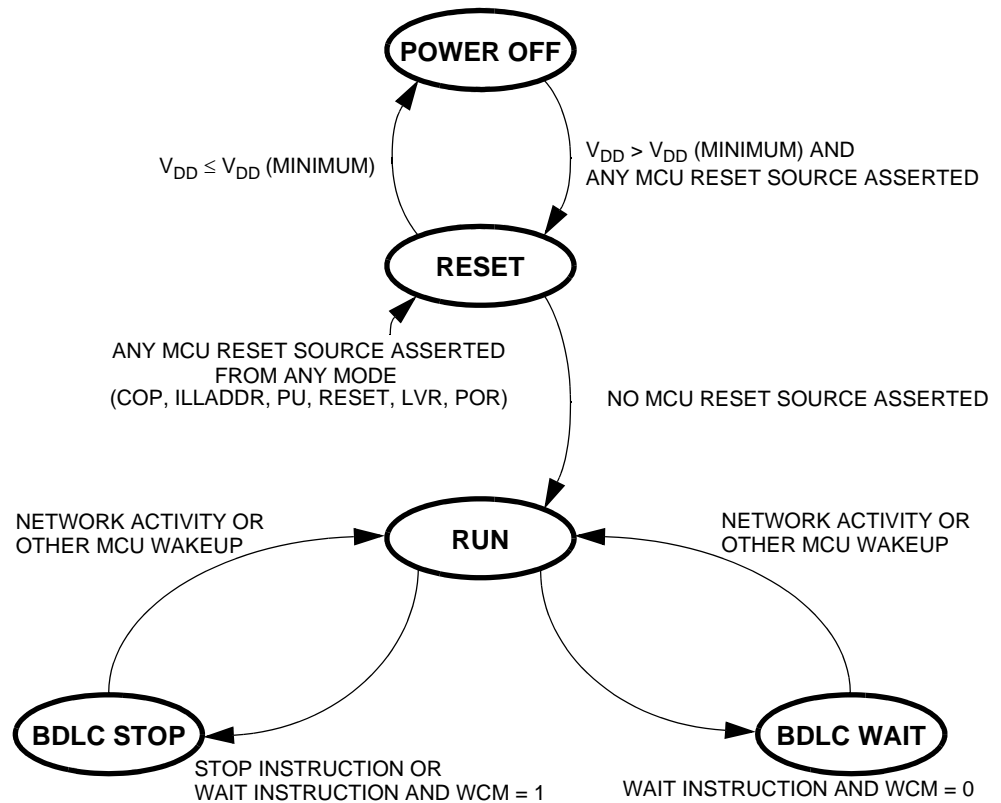 POWER OFF
V_DD ≤ V_DD (MINIMUM)
V_DD > V_DD (MINIMUM) AND
ANY MCU RESET SOURCE ASSERTED
RESET
ANY MCU RESET SOURCE ASSERTED
FROM ANY MODE
(COP, ILLADDR, PU, RESET, LVR, POR)
NO MCU RESET SOURCE ASSERTED
NETWORK ACTIVITY OR
OTHER MCU WAKEUP
RUN
NETWORK ACTIVITY OR
OTHER MCU WAKEUP
BDLC STOP
BDLC WAIT
STOP INSTRUCTION OR
WAIT INSTRUCTION AND WCM = 1
WAIT INSTRUCTION AND WCM = 0